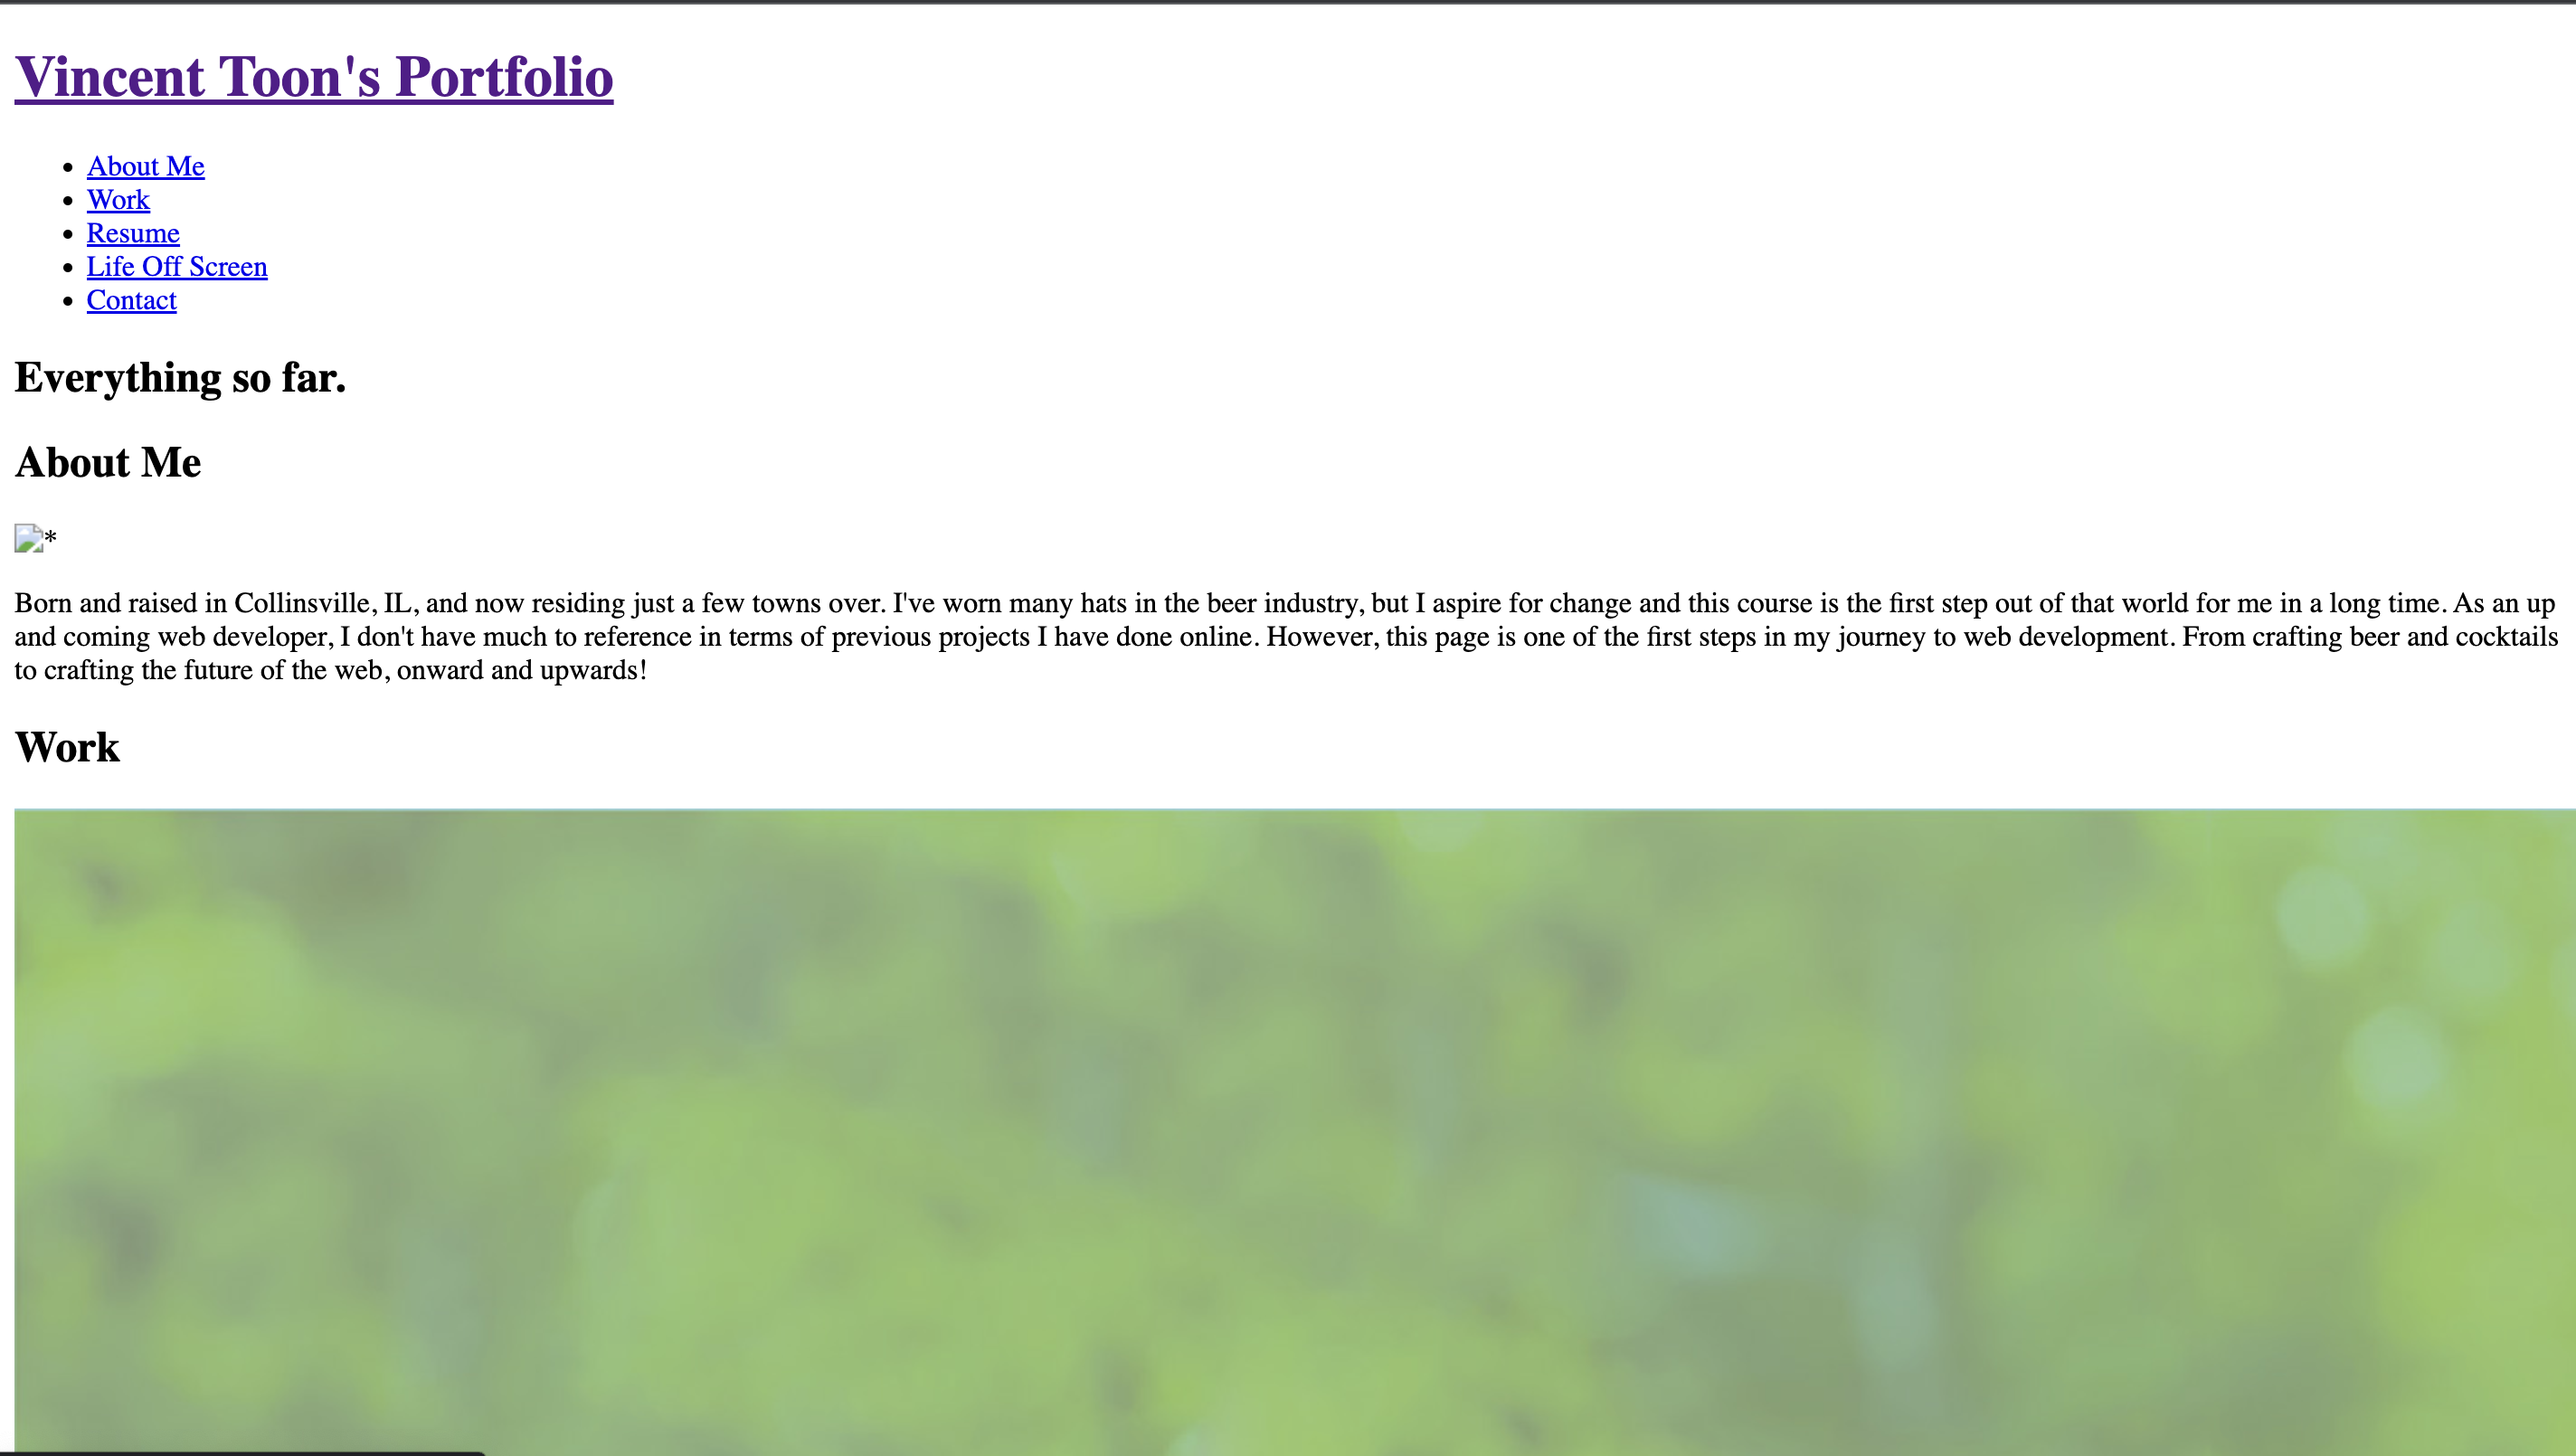 Vincent Toon's Portfolio
About Me
Work
Resume
Life Off Screen
Contact
Everything so far.
About Me
*
Born and raised in Collinsville, IL, and now residing just a few towns over. I've worn many hats in the beer industry, but I aspire for change and this course is the first step out of that world for me in a long time. As an up
and coming web developer, I don't have much to reference in terms of previous projects I have done online. However, this page is one of the first steps in my journey to web development. From crafting beer and cocktails
to crafting the future of the web, onward and upwards!
Work